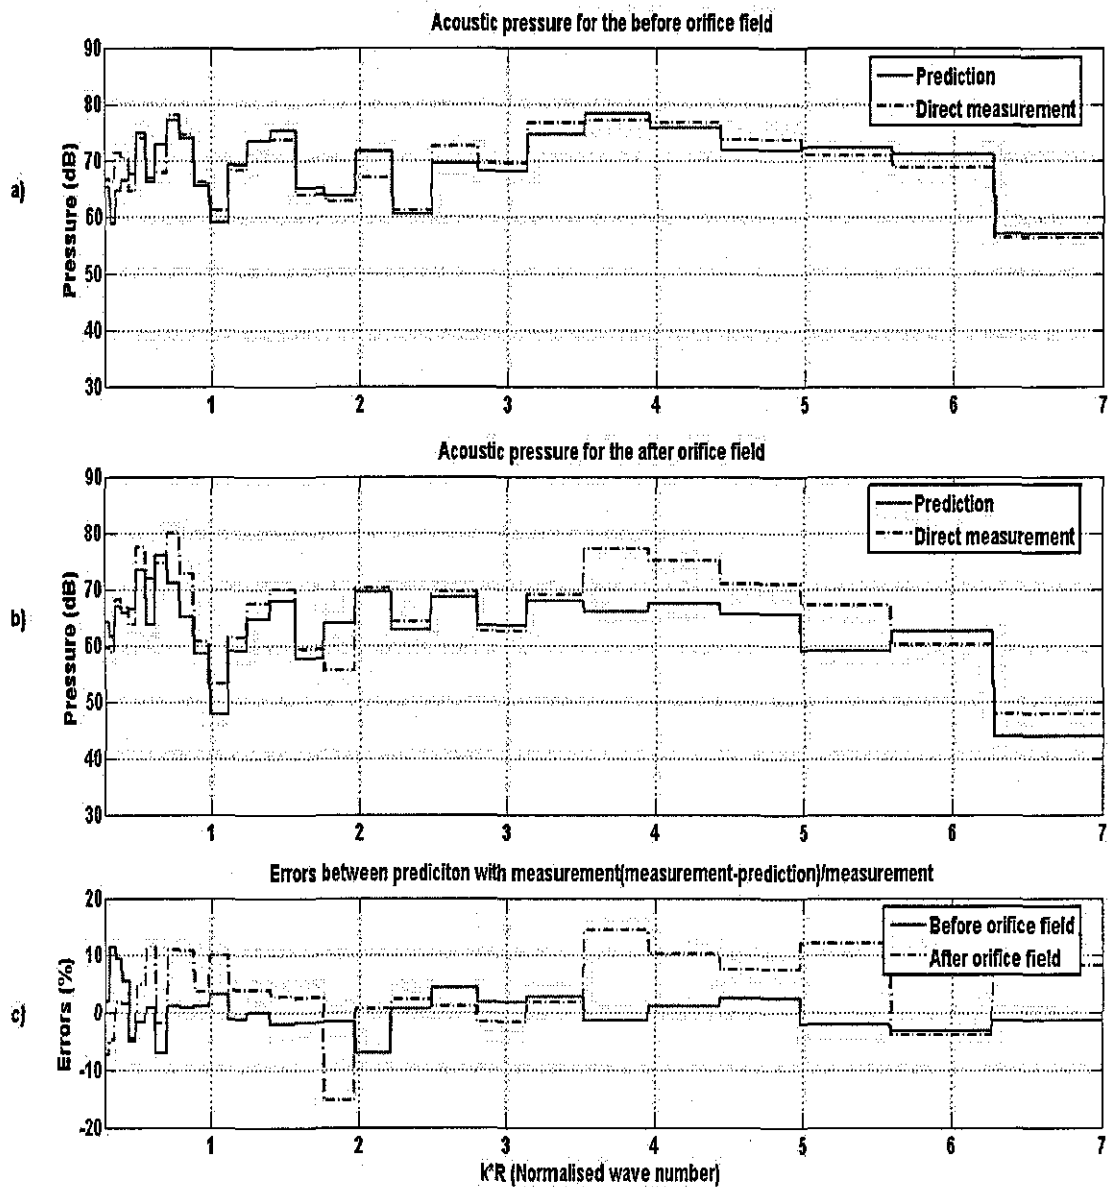 Acoustic pressure for the before orifice field
a)
Pressure (dB)
90
80
70
60
50
40
30
Prediction
Direct measurement
1 2 3 4 5 6 7
Acoustic pressure for the after orifice field
b)
Pressure (dB)
90
80
70
60
50
40
30
Prediction
Direct measurement
1 2 3 4 5 6 7
Errors between prediciton with measurement(measurement-prediction)/measurement
c)
Errors (%)
20
10
0
-10
-20
Before orifice field
After orifice field
1 2 3 4 5 6 7
k*R (Normalised wave number)